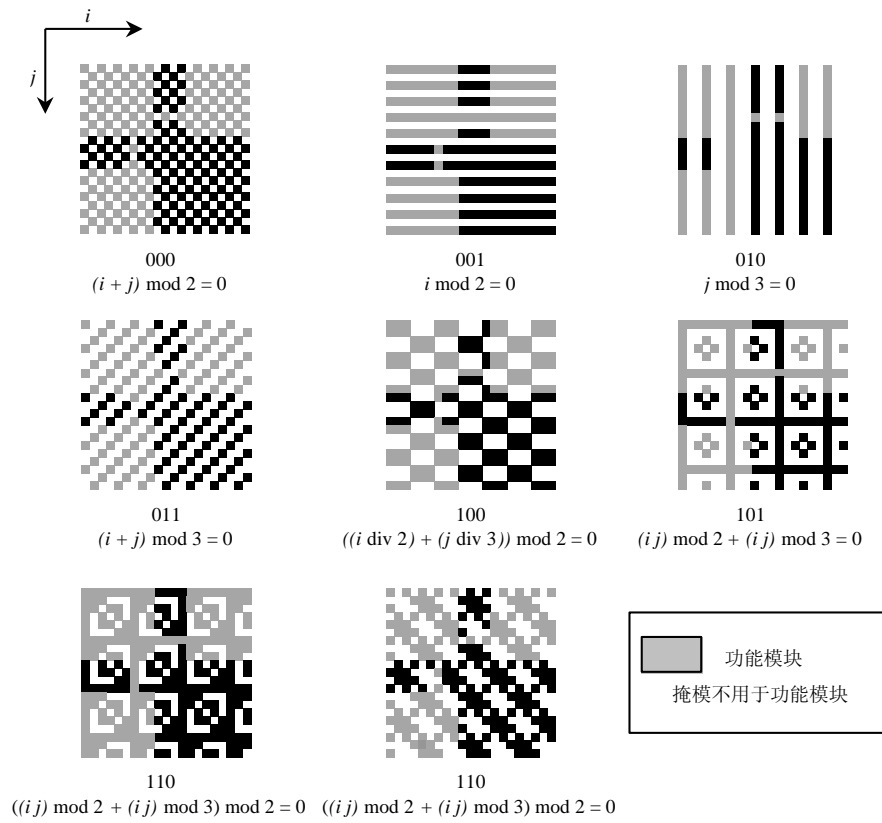 i
j
000
(i + j) mod 2 = 0
001
i mod 2 = 0
010
j mod 3 = 0
011
(i + j) mod 3 = 0
100
((i div 2) + (j div 3)) mod 2 = 0
101
(i j) mod 2 + (i j) mod 3 = 0
110
((i j) mod 2 + (i j) mod 3) mod 2 = 0
110
((i j) mod 2 + (i j) mod 3) mod 2 = 0
功能模块
掩模不用于功能模块